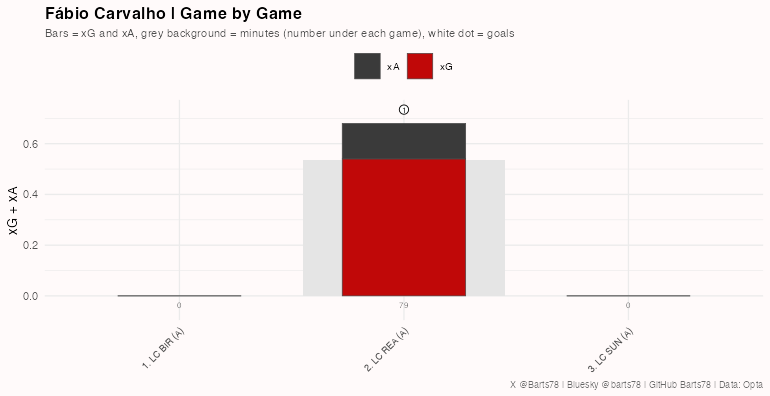 Fábio Carvalho | Game by Game
Bars = xG and xA, grey background = minutes (number under each game), white dot = goals
xA xG
1
xG + xA
0.6
0.4
0.2
0.0
0 79 0
1. LC BIR (A)
2. LC REA (A)
3. LC SUN (A)
X @Barts78 | Bluesky @barts78 | GitHub Barts78 | Data: Opta